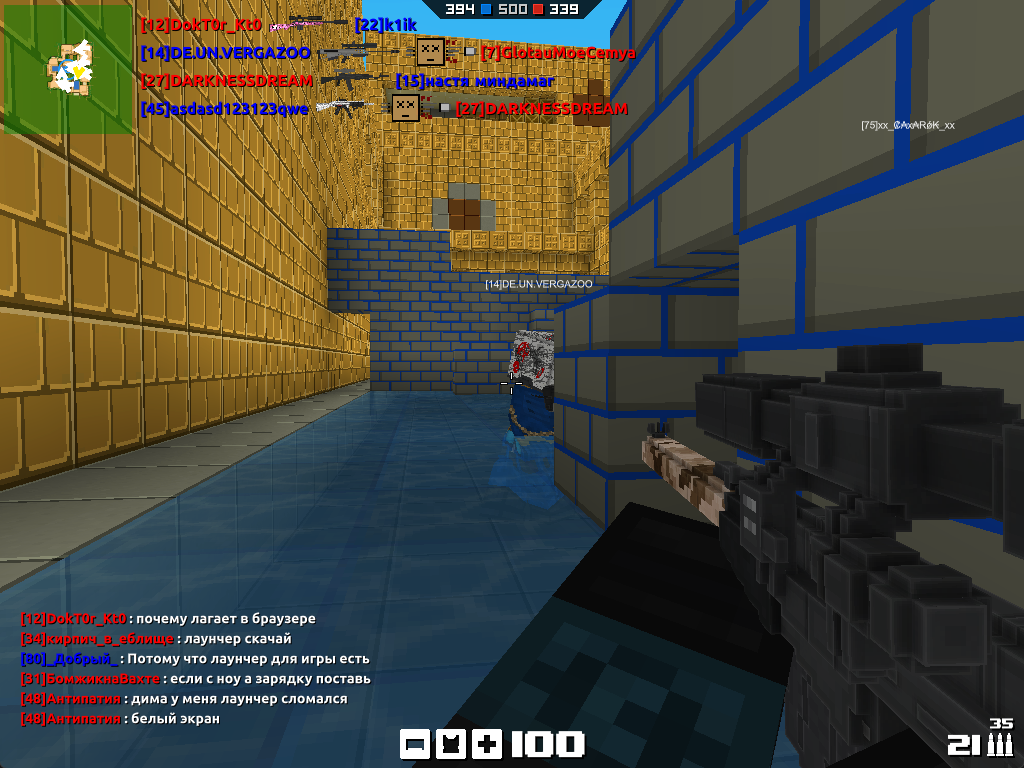 394 500 339
[12]DokT0r_Kt0 [22]k1ik
[14]DE.UN.VERGAZOO [7]GlotauMoeCemya
[27]DARKNESSDREAM [15]настя миндамаг
[45]asdasd123123qwe [27]DARKNESSDREAM
[75]xx_₡AxARóK_xx
[14]DE.UN.VERGAZOO
[12]DokT0r_Kt0 : почему лагает в браузере
[34]кирпич_в_еблище : лаунчер скачай
[80]_Добрый_ : Потому что лаунчер для игры есть
[31]БомжикнаВахте : если с ноу а зарядку поставь
[48]Антипатия : дима у меня лаунчер сломался
[48]Антипатия : белый экран
100
35
21